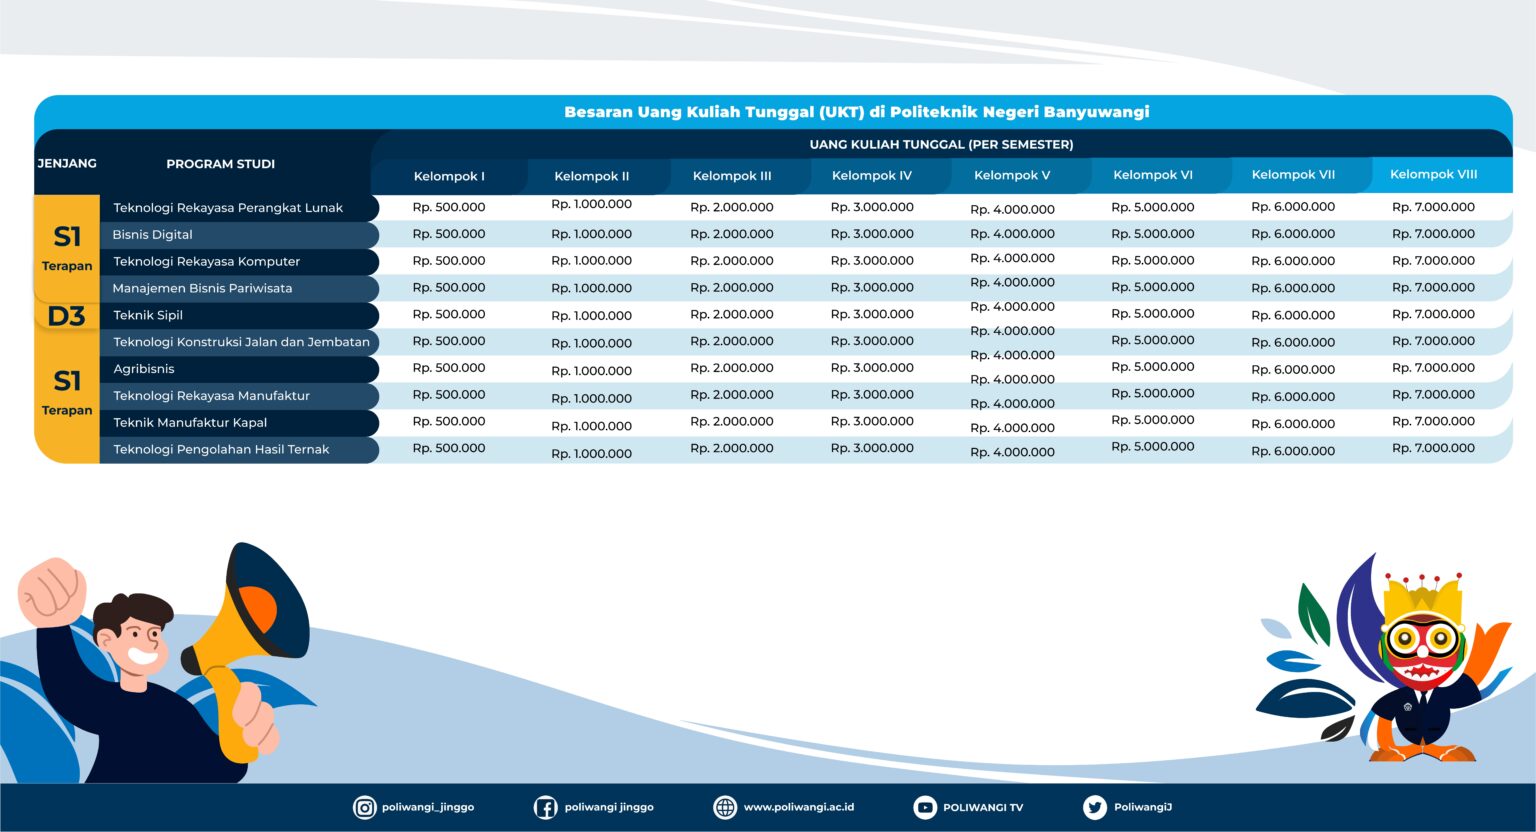 Besaran Uang Kuliah Tunggal (UKT) di Politeknik Negeri Banyuwangi
JENJANG PROGRAM STUDI UANG KULIAH TUNGGAL (PER SEMESTER)
Kelompok I Kelompok II Kelompok III Kelompok IV Kelompok V Kelompok VI Kelompok VII Kelompok VIII
S1 Terapan
Teknologi Rekayasa Perangkat Lunak Rp. 500.000 Rp. 1.000.000 Rp. 2.000.000 Rp. 3.000.000 Rp. 4.000.000 Rp. 5.000.000 Rp. 6.000.000 Rp. 7.000.000
Bisnis Digital Rp. 500.000 Rp. 1.000.000 Rp. 2.000.000 Rp. 3.000.000 Rp. 4.000.000 Rp. 5.000.000 Rp. 6.000.000 Rp. 7.000.000
Teknologi Rekayasa Komputer Rp. 500.000 Rp. 1.000.000 Rp. 2.000.000 Rp. 3.000.000 Rp. 4.000.000 Rp. 5.000.000 Rp. 6.000.000 Rp. 7.000.000
Manajemen Bisnis Pariwisata Rp. 500.000 Rp. 1.000.000 Rp. 2.000.000 Rp. 3.000.000 Rp. 4.000.000 Rp. 5.000.000 Rp. 6.000.000 Rp. 7.000.000
D3 Teknik Sipil Rp. 500.000 Rp. 1.000.000 Rp. 2.000.000 Rp. 3.000.000 Rp. 4.000.000 Rp. 5.000.000 Rp. 6.000.000 Rp. 7.000.000
S1 Terapan
Teknologi Konstruksi Jalan dan Jembatan Rp. 500.000 Rp. 1.000.000 Rp. 2.000.000 Rp. 3.000.000 Rp. 4.000.000 Rp. 5.000.000 Rp. 6.000.000 Rp. 7.000.000
Agribisnis Rp. 500.000 Rp. 1.000.000 Rp. 2.000.000 Rp. 3.000.000 Rp. 4.000.000 Rp. 5.000.000 Rp. 6.000.000 Rp. 7.000.000
Teknologi Rekayasa Manufaktur Rp. 500.000 Rp. 1.000.000 Rp. 2.000.000 Rp. 3.000.000 Rp. 4.000.000 Rp. 5.000.000 Rp. 6.000.000 Rp. 7.000.000
Teknik Manufaktur Kapal Rp. 500.000 Rp. 1.000.000 Rp. 2.000.000 Rp. 3.000.000 Rp. 4.000.000 Rp. 5.000.000 Rp. 6.000.000 Rp. 7.000.000
Teknologi Pengolahan Hasil Ternak Rp. 500.000 Rp. 1.000.000 Rp. 2.000.000 Rp. 3.000.000 Rp. 4.000.000 Rp. 5.000.000 Rp. 6.000.000 Rp. 7.000.000
poliwangi_jinggo poliwangi jinggo www.poliwangi.ac.id POLIWANGI TV PoliwangiJ